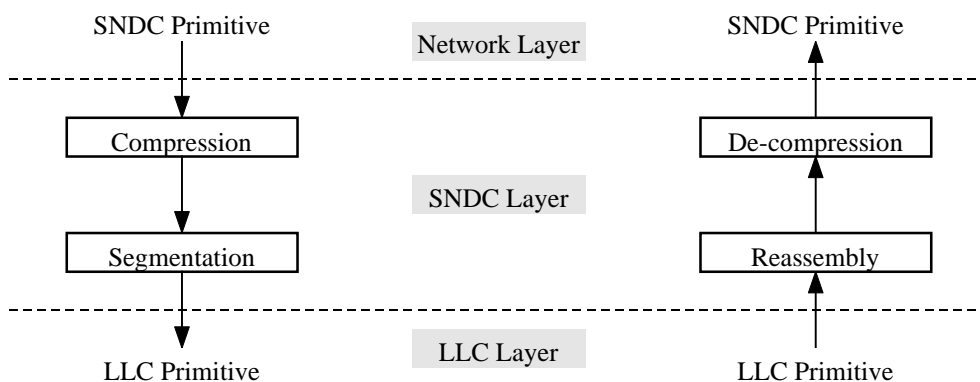 SNDC Primitive
Network Layer
SNDC Primitive
Compression
De-compression
SNDC Layer
Segmentation
Reassembly
LLC Layer
LLC Primitive
LLC Primitive